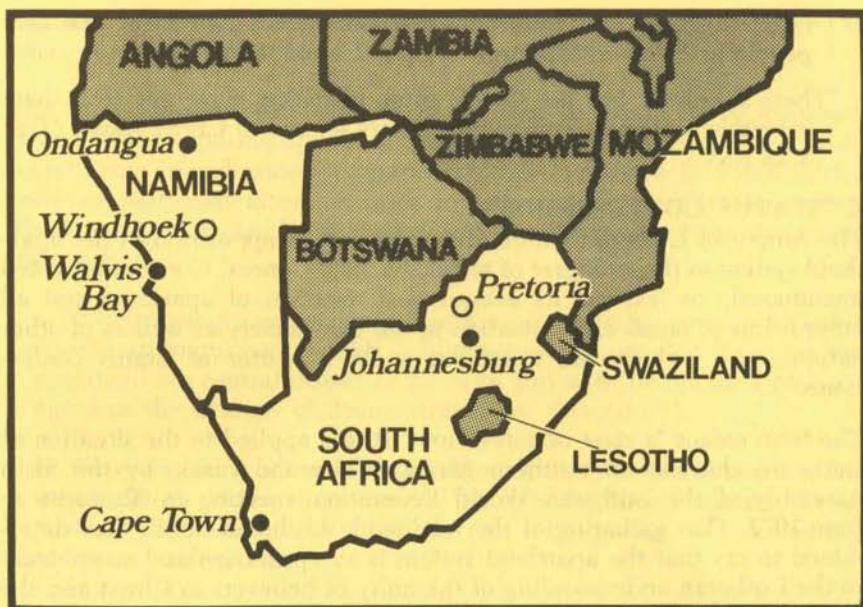 ANGOLA
ZAMBIA
Ondangua
ZIMBABWE
MOZAMBIQUE
NAMIBIA
Windhoek
BOTSWANA
Walvis
Bay
Pretoria
Johannesburg
SWAZILAND
SOUTH
AFRICA
LESOTHO
Cape Town